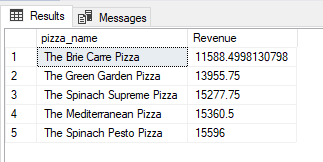 Results Messages
pizza_name Revenue
1 The Brie Carre Pizza 11588.4998130798
2 The Green Garden Pizza 13955.75
3 The Spinach Supreme Pizza 15277.75
4 The Mediterranean Pizza 15360.5
5 The Spinach Pesto Pizza 15596